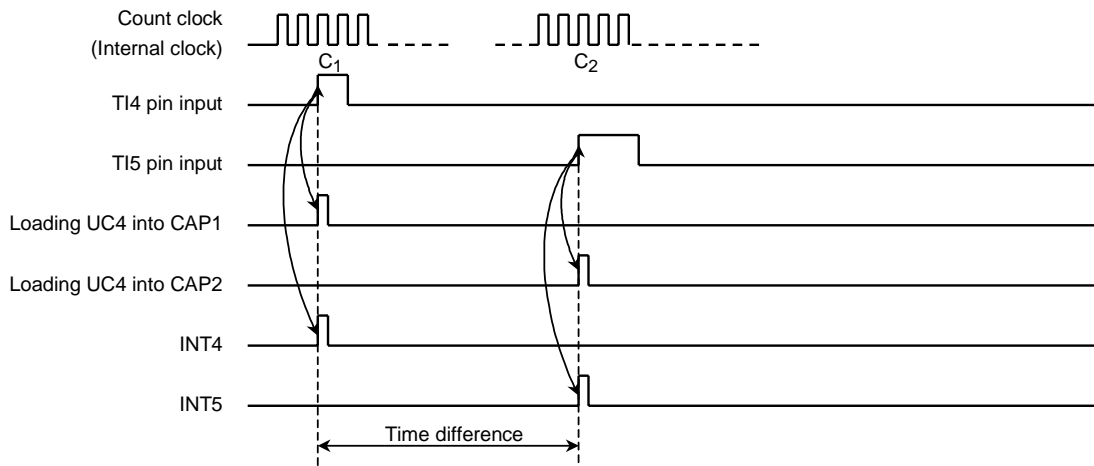 Count clock
(Internal clock)
C1
C2
TI4 pin input
TI5 pin input
Loading UC4 into CAP1
Loading UC4 into CAP2
INT4
INT5
Time difference